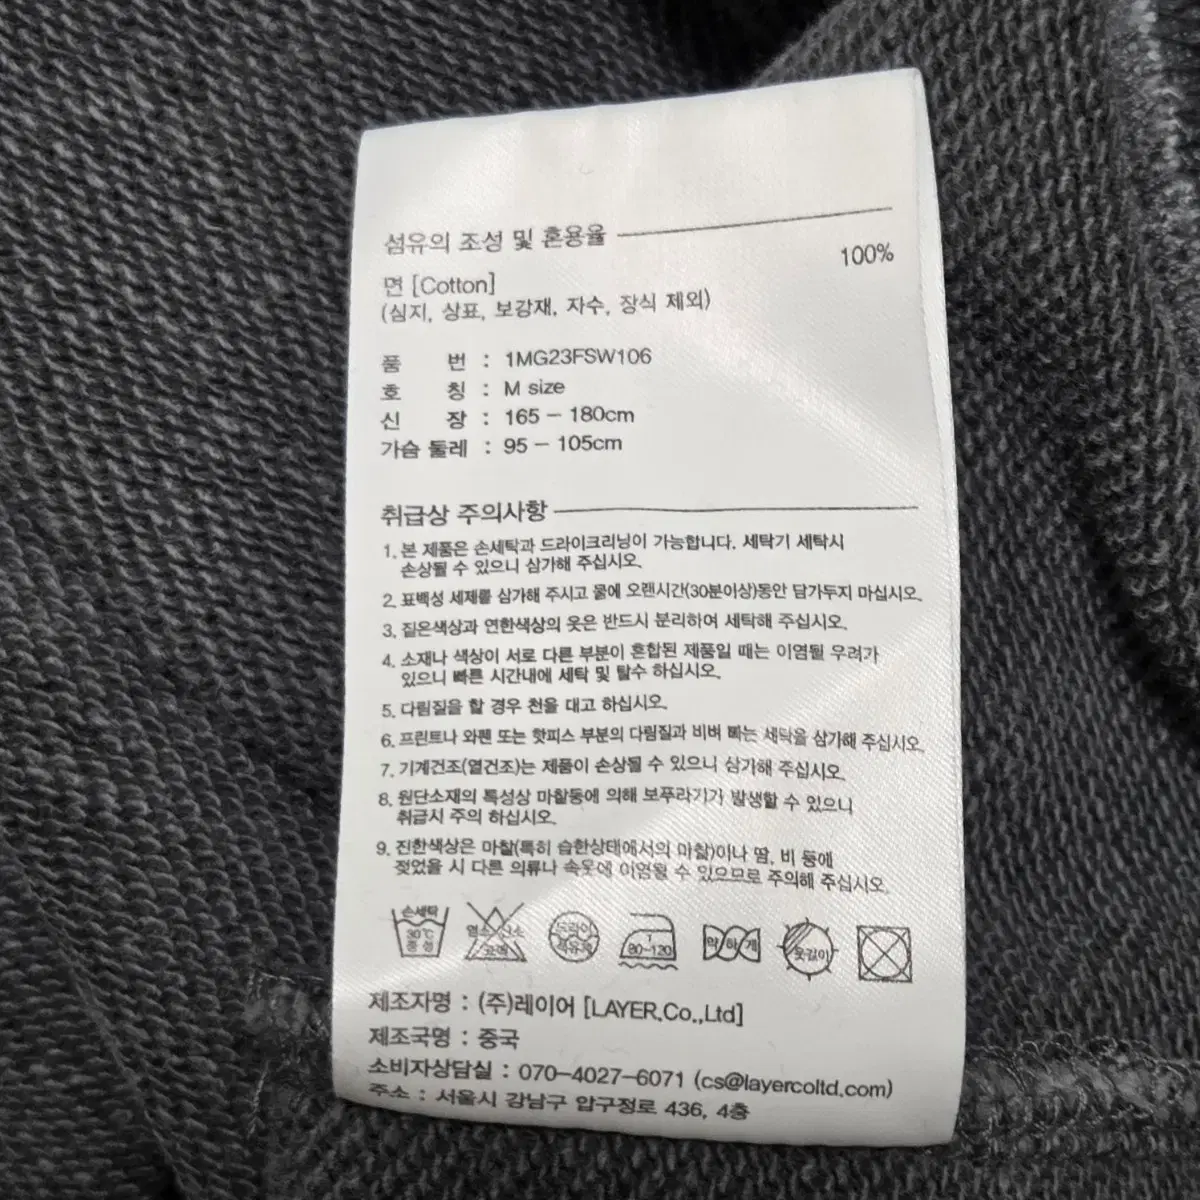 섬유의 조성 및 혼용율
면 [Cotton] 100%
(심지, 상표, 보강재, 자수, 장식 제외)
품 번 : 1MG23FSW106
호 칭 : M size
신 장 : 165 - 180cm
가슴 둘레 : 95 - 105cm
취급상 주의사항
1. 본 제품은 손세탁과 드라이크리닝이 가능합니다. 세탁기 세탁시
손상될 수 있으니 삼가해 주십시오.
2. 표백성 세제를 삼가해 주시고 물에 오랜시간(30분이상)동안 담가두지 마십시오.
3. 짙은색상과 연한색상의 옷은 반드시 분리하여 세탁해 주십시오.
4. 소재나 색상이 서로 다른 부분이 혼합된 제품일 때는 이염될 우려가
있으니 빠른 시간내에 세탁 및 탈수 하십시오.
5. 다림질을 할 경우 천을 대고 하십시오.
6. 프린트나 와펜 또는 핫피스 부분의 다림질과 비벼 빠는 세탁을 삼가해 주십시오.
7. 기계건조(열건조)는 제품이 손상될 수 있으니 삼가해 주십시오.
8. 원단소재의 특성상 마찰등에 의해 보푸라기가 발생할 수 있으니
취급시 주의 하십시오.
9. 진한색상은 마찰(특히 습한상태에서의 마찰)이나 땀, 비 등에
젖었을 시 다른 의류나 속옷에 이염될 수 있으므로 주의해 주십시오.
손세탁 30℃ 중성 염소 산소 표백 드라이 석유계 1 80~120 약하게 옷걸이
제조자명 : (주)레이어 [LAYER.Co.,Ltd]
제조국명 : 중국
소비자상담실 : 070-4027-6071 (cs@layercoltd.com)
주소 : 서울시 강남구 압구정로 436, 4층